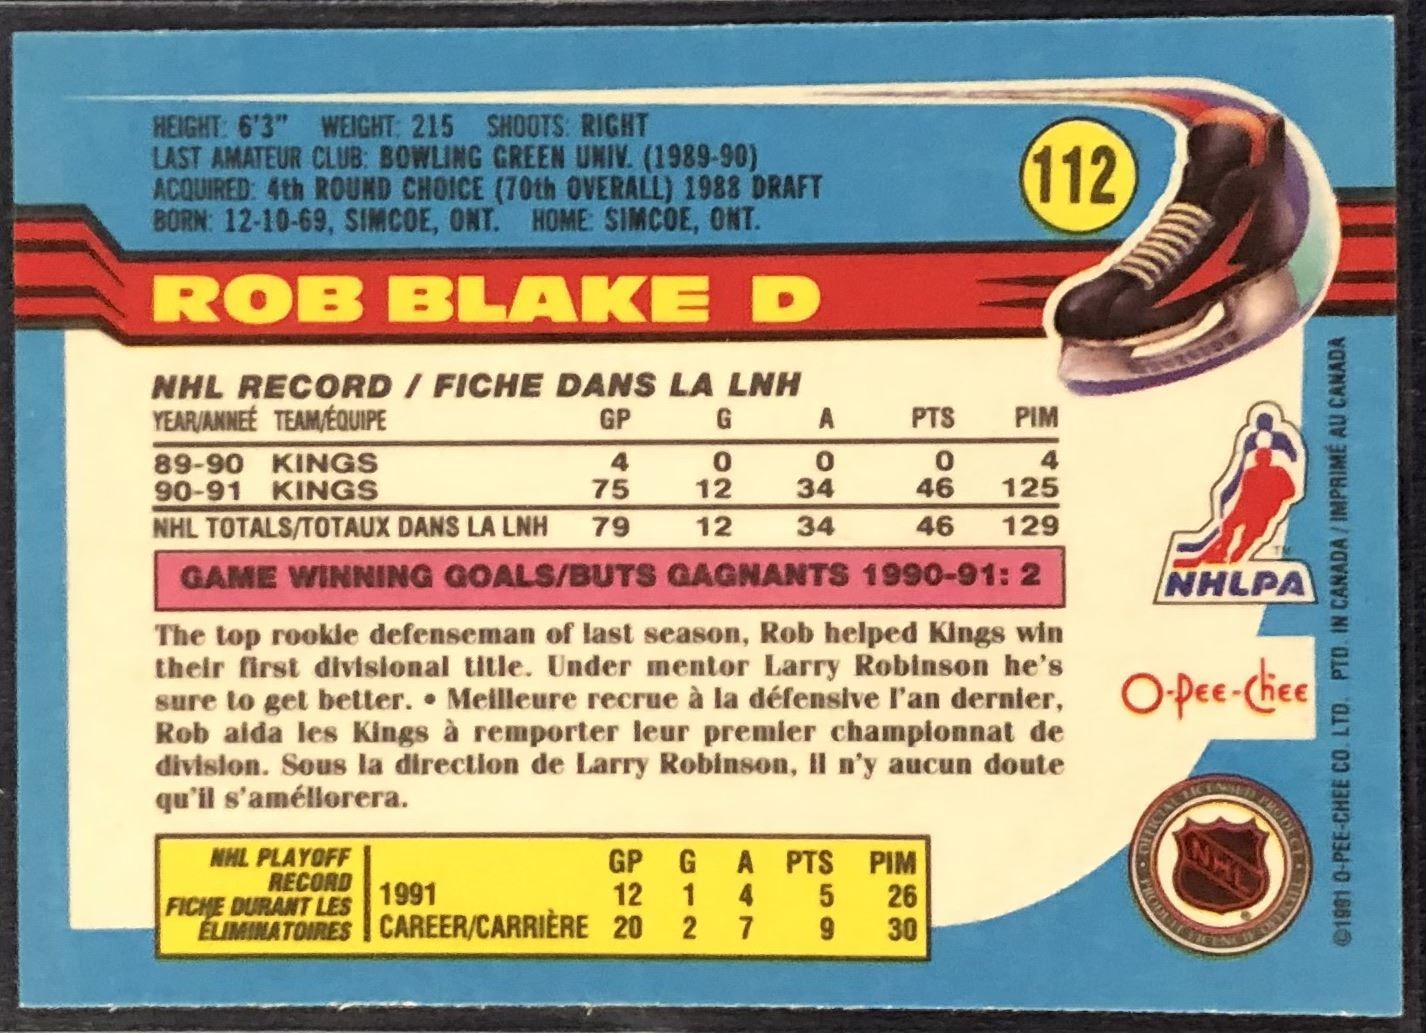 HEIGHT: 6'3" WEIGHT: 215 SHOOTS: RIGHT
LAST AMATEUR CLUB: BOWLING GREEN UNIV. (1989-90)
ACQUIRED: 4th ROUND CHOICE (70th OVERALL) 1988 DRAFT
BORN: 12-10-69, SIMCOE, ONT. HOME: SIMCOE, ONT.
112
ROB BLAKE D
NHL RECORD / FICHE DANS LA LNH
YEAR/ANNEÉ TEAM/ÉQUIPE GP G A PTS PIM
89-90 KINGS 4 0 0 0 4
90-91 KINGS 75 12 34 46 125
NHL TOTALS/TOTAUX DANS LA LNH 79 12 34 46 129
GAME WINNING GOALS/BUTS GAGNANTS 1990-91: 2
The top rookie defenseman of last season, Rob helped Kings win
their first divisional title. Under mentor Larry Robinson he's
sure to get better. • Meilleure recrue à la défensive l'an dernier,
Rob aida les Kings à remporter leur premier championnat de
division. Sous la direction de Larry Robinson, il n'y aucun doute
qu'il s'améliorera.
NHL PLAYOFF
RECORD
FICHE DURANT LES
ÉLIMINATOIRES
GP G A PTS PIM
1991 12 1 4 5 26
CAREER/CARRIÈRE 20 2 7 9 30
TM
NHLPA
O-Pee-Chee
OFFICIAL LICENSED PRODUCT
NHL
©1991 O-PEE-CHEE CO. LTD. PTD. IN CANADA / IMPRIMÉ AU CANADA